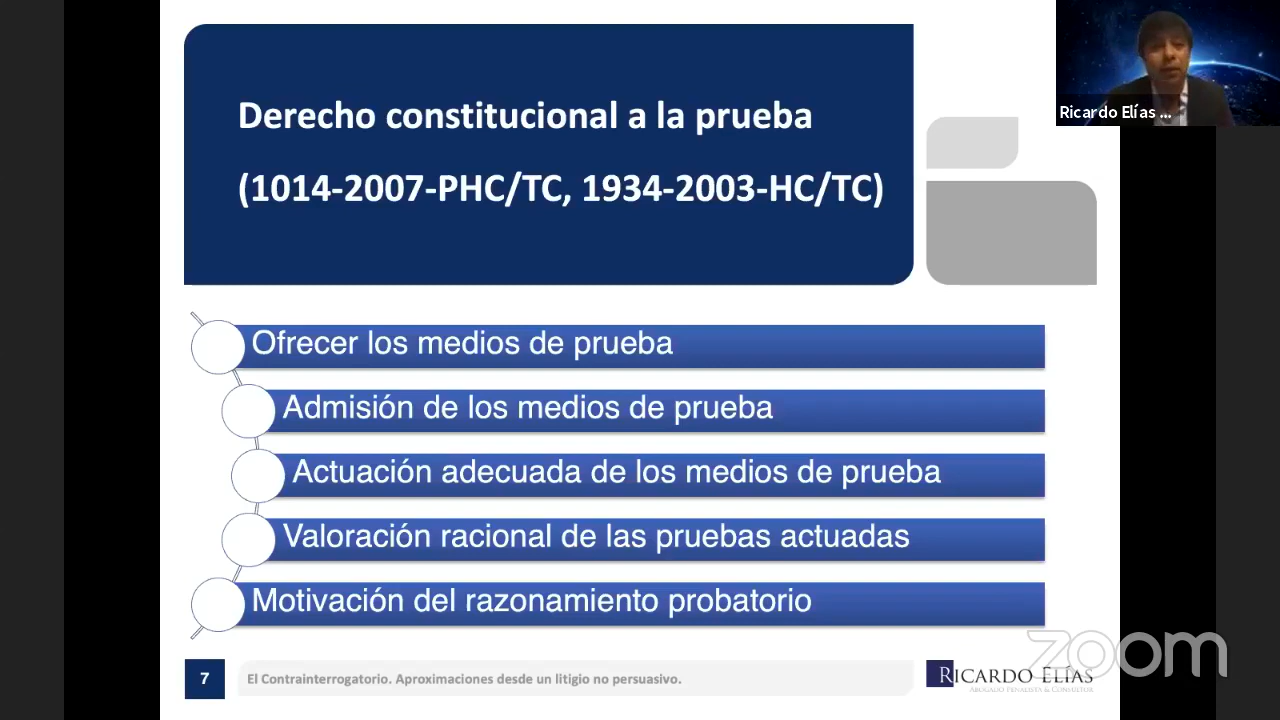 Derecho constitucional a la prueba
(1014-2007-PHC/TC, 1934-2003-HC/TC)
Ricardo Elías ...
Ofrecer los medios de prueba
Admisión de los medios de prueba
Actuación adecuada de los medios de prueba
Valoración racional de las pruebas actuadas
Motivación del razonamiento probatorio
7
El Contrainterrogatorio. Aproximaciones desde un litigio no persuasivo.
RICARDO ELÍAS
ABOGADO PENALISTA & CONSULTOR
zoom